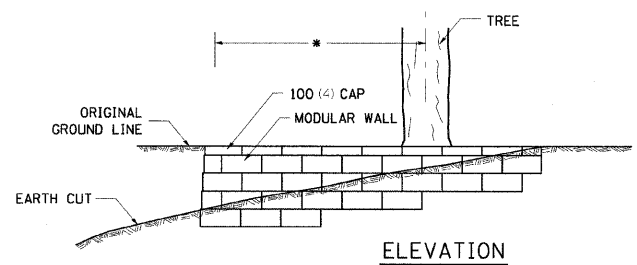 TREE
*
100 (4) CAP
MODULAR WALL
ORIGINAL
GROUND LINE
EARTH CUT
ELEVATION